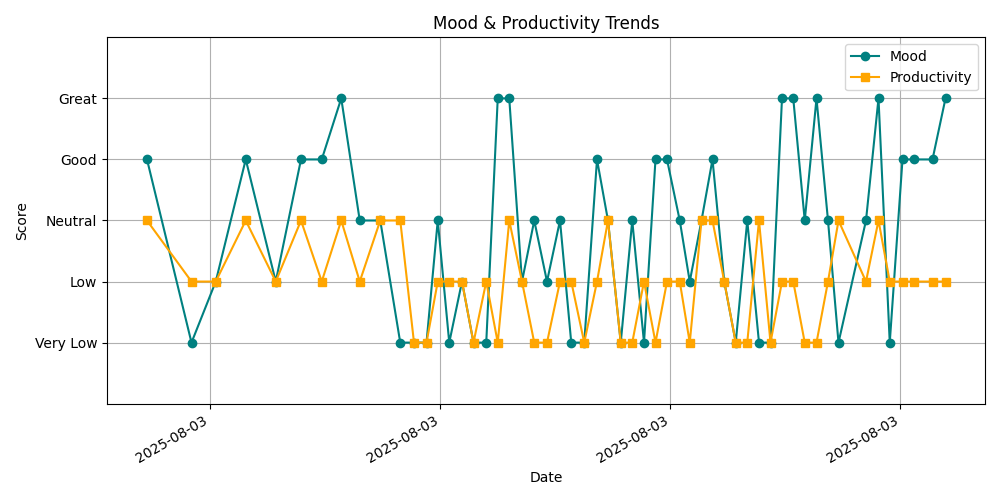 Mood & Productivity Trends
Mood
Productivity
Great
Good
Neutral
Low
Very Low
Score
2025-08-03
2025-08-03
2025-08-03
2025-08-03
Date